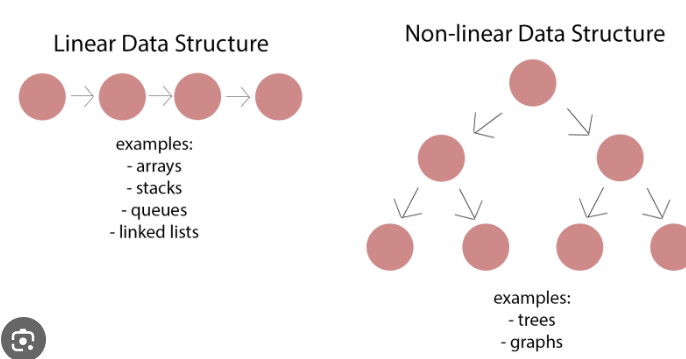 Linear Data Structure
examples:
- arrays
- stacks
- queues
- linked lists
Non-linear Data Structure
examples:
- trees
- graphs